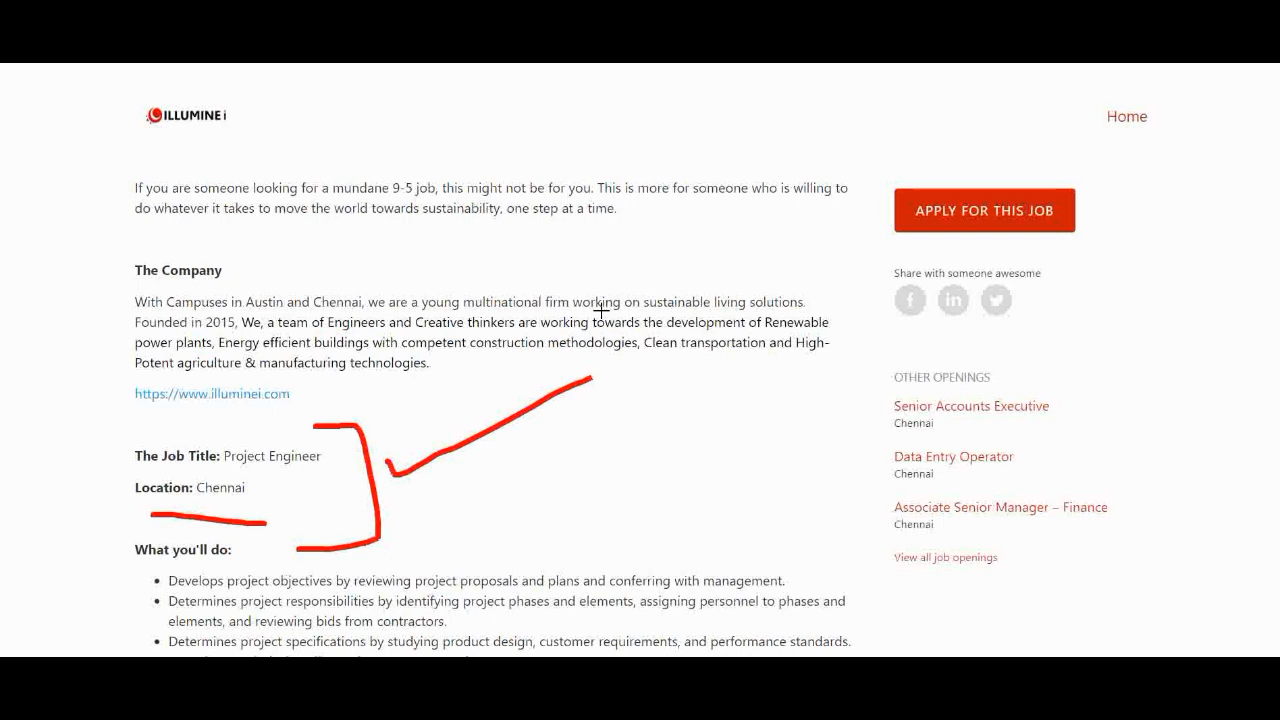 ILLUMINE i
Home
If you are someone looking for a mundane 9-5 job, this might not be for you. This is more for someone who is willing to
do whatever it takes to move the world towards sustainability, one step at a time.
The Company
With Campuses in Austin and Chennai, we are a young multinational firm working on sustainable living solutions.
Founded in 2015, We, a team of Engineers and Creative thinkers are working towards the development of Renewable
power plants, Energy efficient buildings with competent construction methodologies, Clean transportation and High-
Potent agriculture & manufacturing technologies.
https://www.illuminei.com
The Job Title: Project Engineer
Location: Chennai
What you'll do:
• Develops project objectives by reviewing project proposals and plans and conferring with management.
• Determines project responsibilities by identifying project phases and elements, assigning personnel to phases and
elements, and reviewing bids from contractors.
• Determines project specifications by studying product design, customer requirements, and performance standards.
APPLY FOR THIS JOB
Share with someone awesome
OTHER OPENINGS
Senior Accounts Executive
Chennai
Data Entry Operator
Chennai
Associate Senior Manager – Finance
Chennai
View all job openings